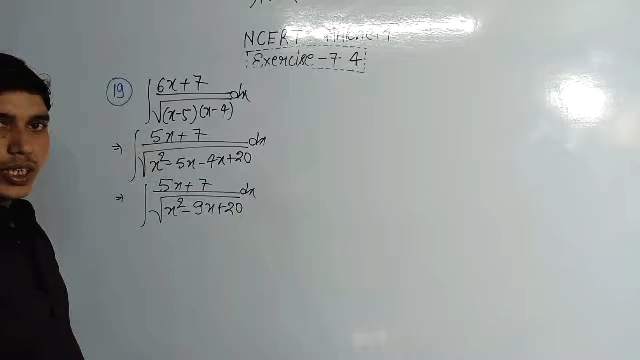 NCERT
Exercise - 7.4
19 ∫ 6x+7 / √(x-5)(x-4) dx
⇒ ∫ 5x+7 / √x²-5x-4x+20 dx
⇒ ∫ 5x+7 / √x²-9x+20 dx